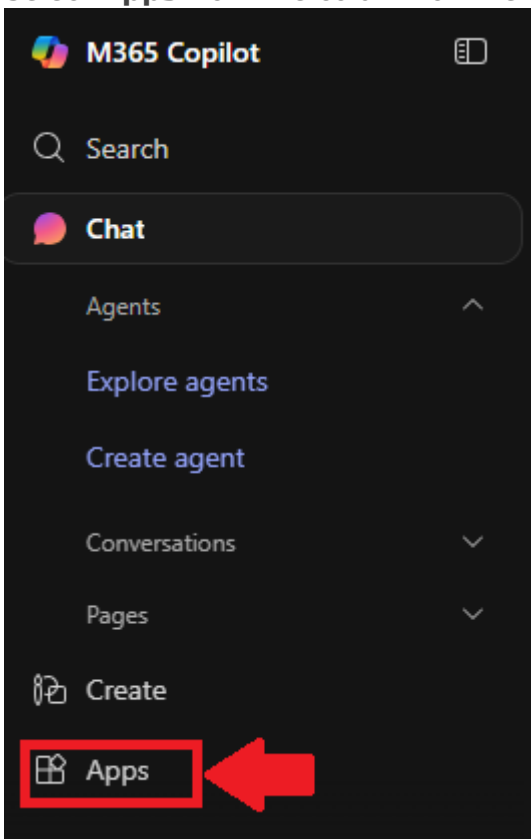 M365 Copilot
Search
Chat
Agents
Explore agents
Create agent
Conversations
Pages
Create
Apps